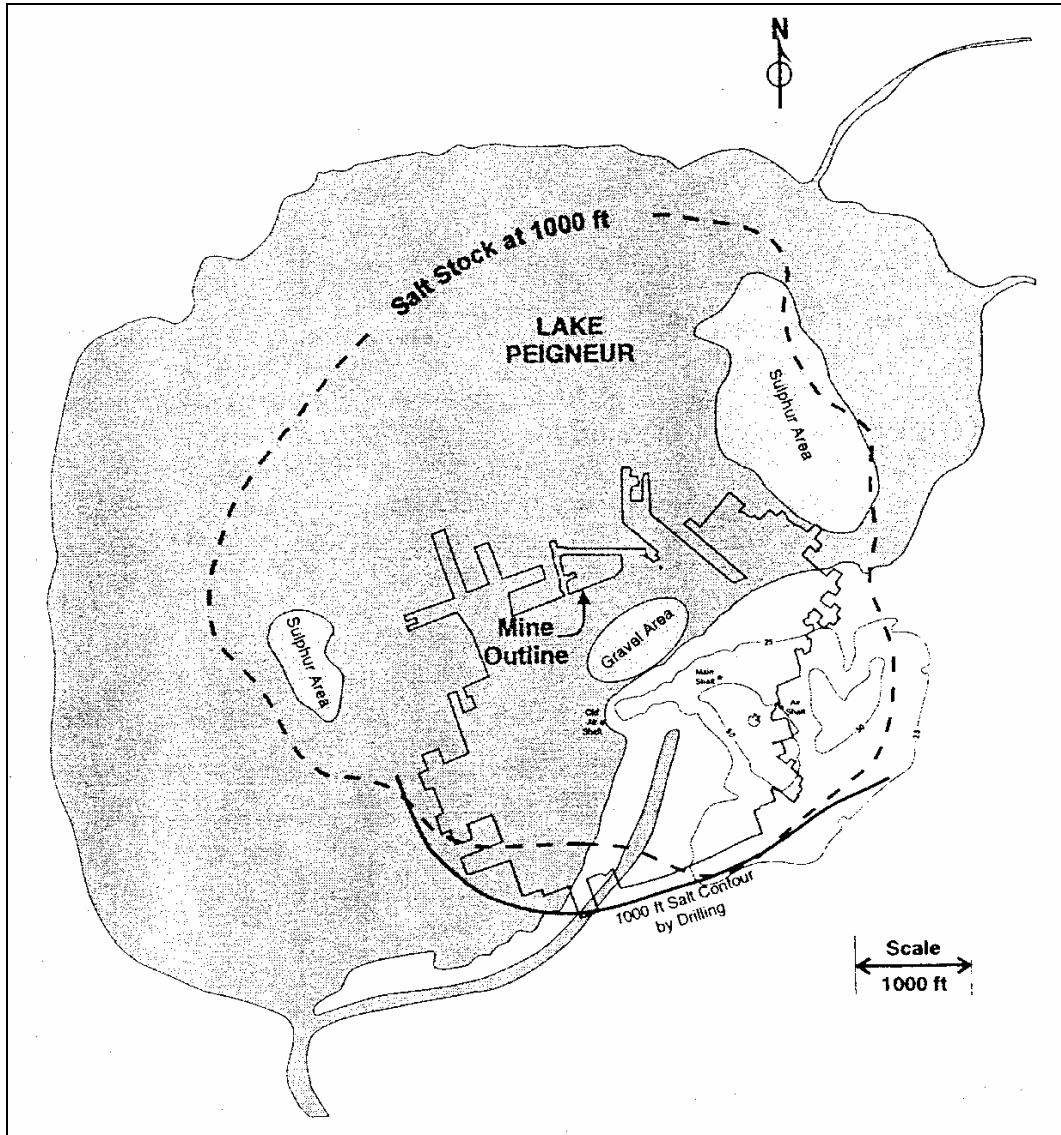 N
Salt Stock at 1000 ft
LAKE
PEIGNEUR
Sulphur Area
Mine
Outline
Gravel Area
Sulphur Area
25
Main
Shaft
Old
Air
Shaft
Air
Shaft
50
25
1000 ft Salt Contour
by Drilling
Scale
1000 ft